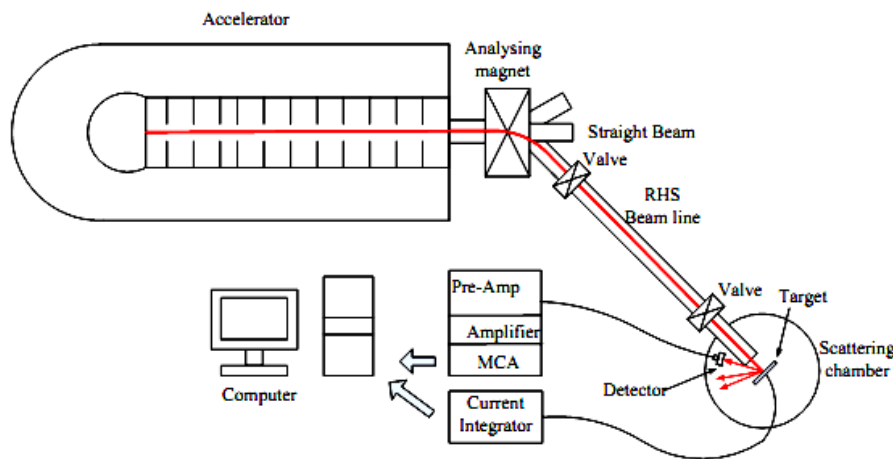 Accelerator
Analysing
magnet
Straight Beam
Valve
RHS
Beam line
Valve
Target
Pre-Amp
Amplifier
MCA
Scattering
chamber
Computer
Detector
Current
Integrator